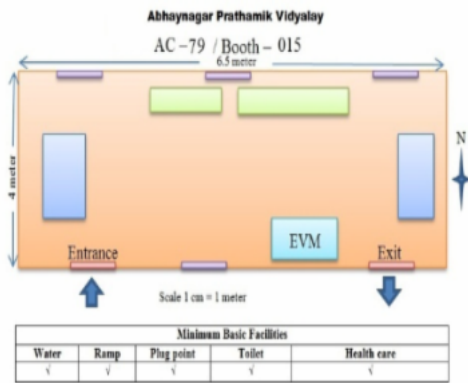 Abhaynagar Prathamik Vidyalay
AC –79 / Booth – 015
6.5 meter
4 meter
N
EVM
Entrance
Exit
Scale 1 cm = 1 meter
Minimum Basic Facilities
Water Ramp Plug point Toilet Health care
√ √ √ √ √